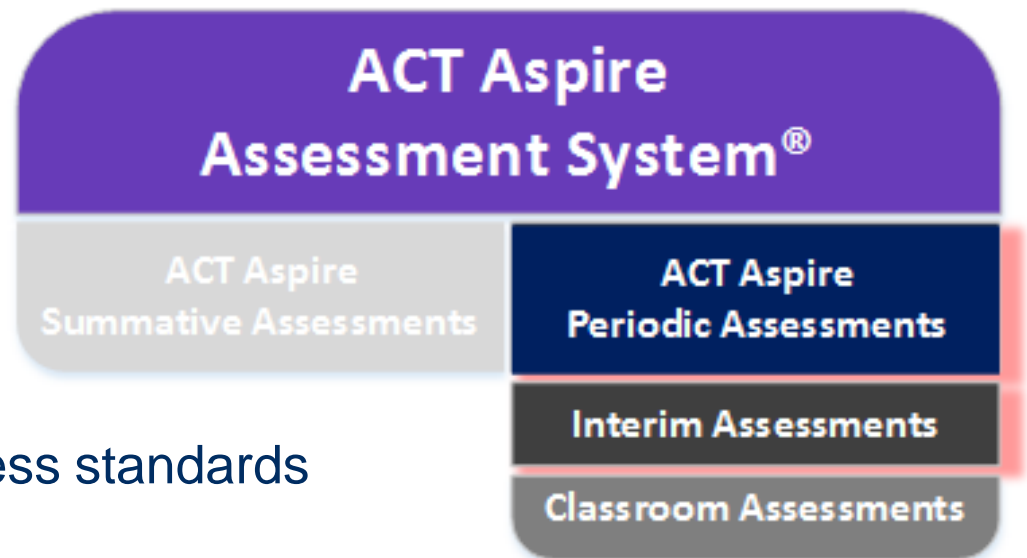 ACT Aspire
Assessment System®
ACT Aspire
Summative Assessments
ACT Aspire
Periodic Assessments
Interim Assessments
ess standards
Classroom Assessments